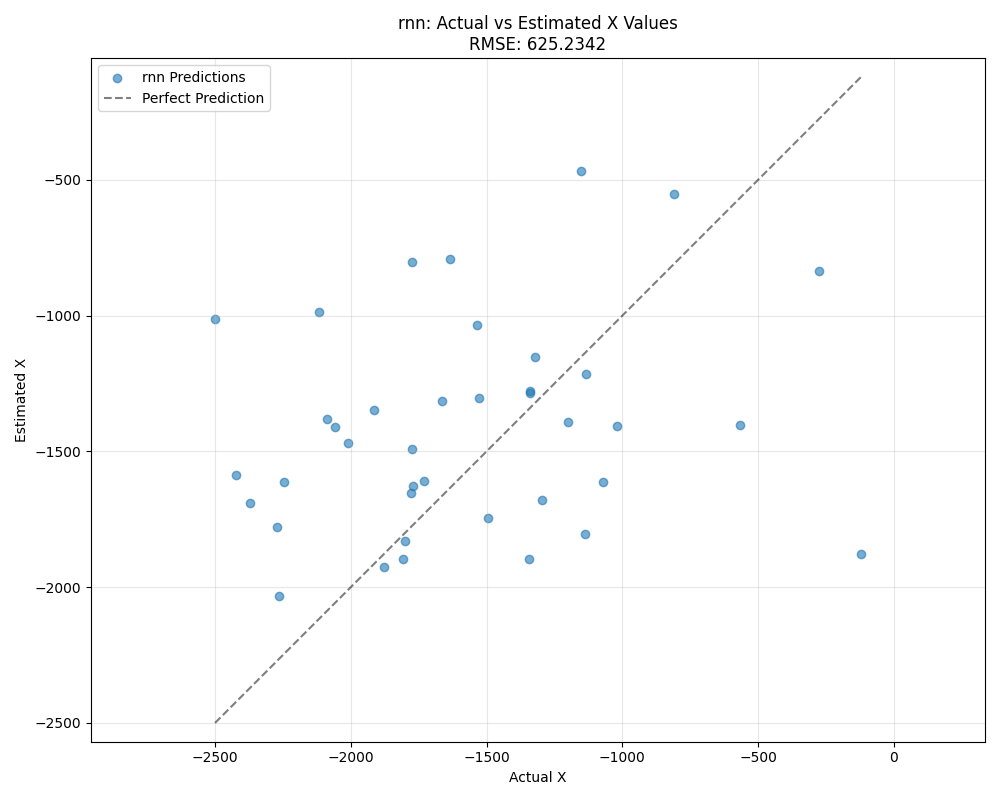 rnn: Actual vs Estimated X Values
RMSE: 625.2342
rnn Predictions
Perfect Prediction
Estimated X
−500
−1000
−1500
−2000
−2500
−2500
−2000
−1500
−1000
−500
0
Actual X